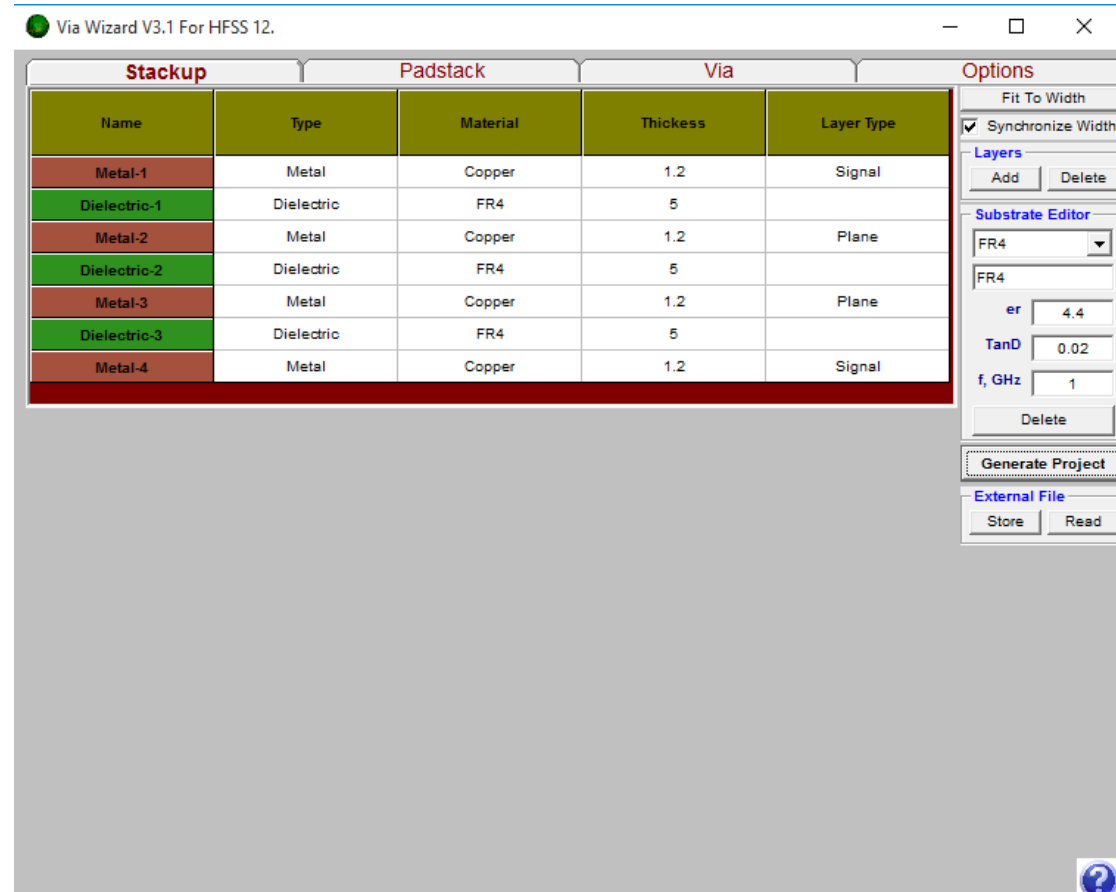 Via Wizard V3.1 For HFSS 12.
Stackup Padstack Via Options
Name Type Material Thickess Layer Type
Metal-1 Metal Copper 1.2 Signal
Dielectric-1 Dielectric FR4 5
Metal-2 Metal Copper 1.2 Plane
Dielectric-2 Dielectric FR4 5
Metal-3 Metal Copper 1.2 Plane
Dielectric-3 Dielectric FR4 5
Metal-4 Metal Copper 1.2 Signal
Fit To Width
Synchronize Width
Layers
Add Delete
Substrate Editor
FR4
FR4
er 4.4
TanD 0.02
f, GHz 1
Delete
Generate Project
External File
Store Read
?